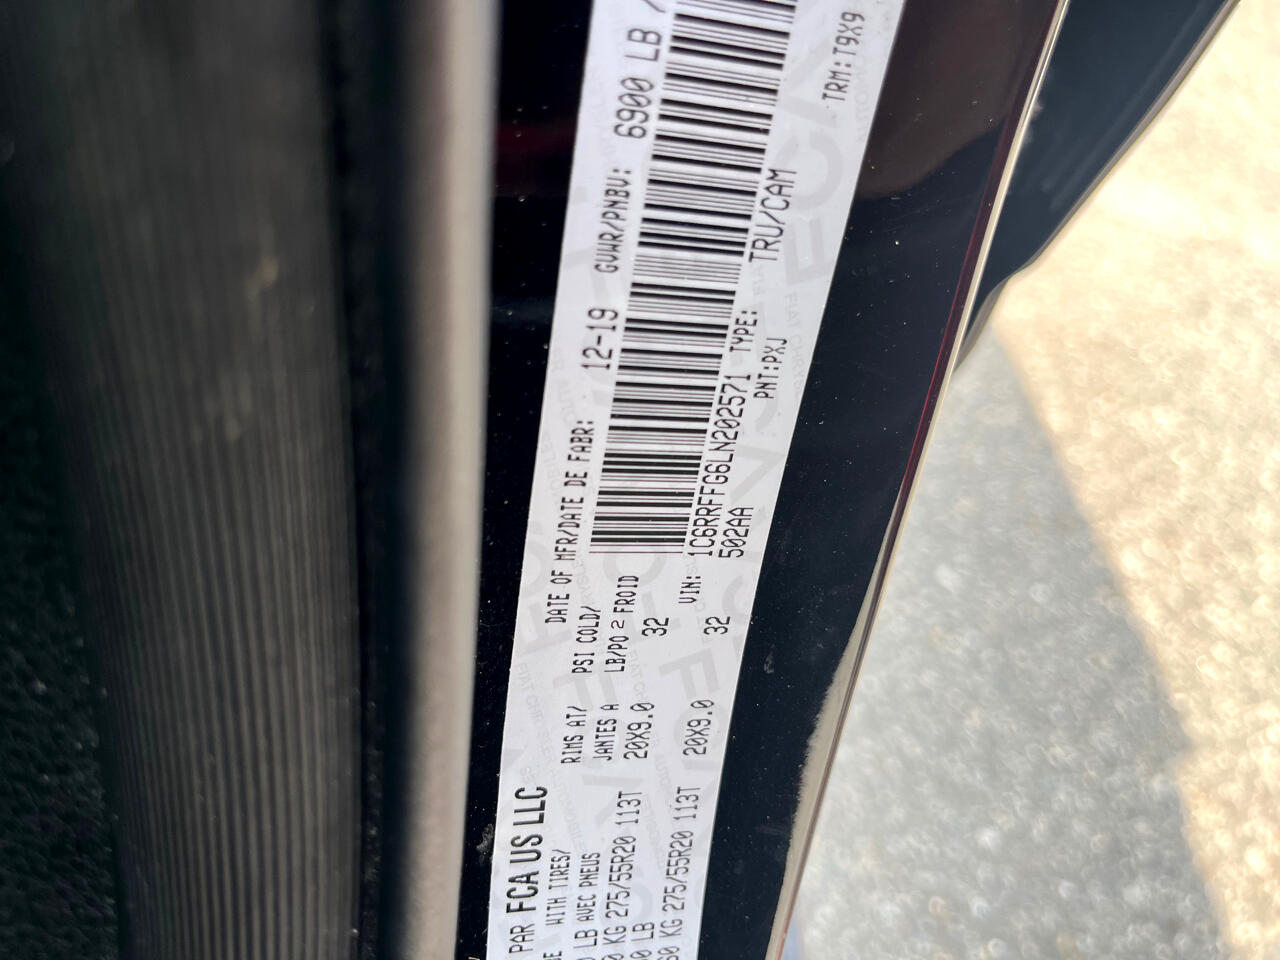 PAR FCA US LLC
DATE OF MFR/DATE DE FABR: 12-19 GVWR/PNBV: 6900 LB
WITH TIRES/ RIMS AT/ PSI COLD/
LB AVEC PNEUS JANTES A LB/PO 2 FROID
KG 275/55R20 113T 20X9.0 32
LB
KG 275/55R20 113T 20X9.0 32
VIN: 1C6RRFFG6LN202571 TYPE: TRU/CAM
502AA PNT:PXJ TRM:T9X9